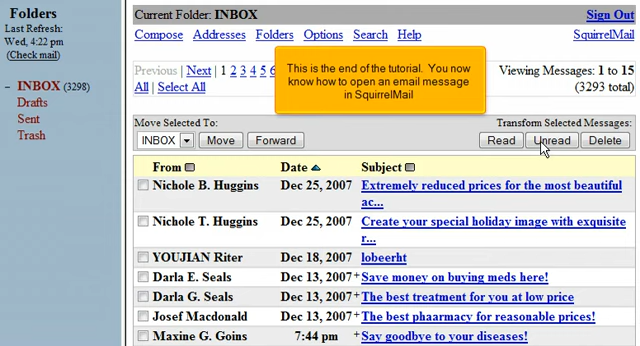 Folders
Last Refresh:
Wed, 4:22 pm
(Check mail)
– INBOX (3298)
Drafts
Sent
Trash
Current Folder: INBOX Sign Out
Compose Addresses Folders Options Search Help SquirrelMail
This is the end of the tutorial. You now
know how to open an email message
in SquirrelMail
Previous | Next | 1 2 3 4 5 6
All | Select All
Viewing Messages: 1 to 15
(3293 total)
Move Selected To: Transform Selected Messages:
INBOX Move Forward Read Unread Delete
From Date Subject
Nichole B. Huggins Dec 25, 2007 Extremely reduced prices for the most beautiful
ac...
Nichole T. Huggins Dec 25, 2007 Create your special holiday image with exquisite
r...
YOUJIAN Riter Dec 18, 2007 lobeerht
Darla E. Seals Dec 13, 2007 + Save money on buying meds here!
Darla G. Seals Dec 13, 2007 + The best treatment for you at low price
Josef Macdonald Dec 13, 2007 + The best phaarmacy for reasonable prices!
Maxine G. Goins 7:44 pm + Say goodbye to your diseases!